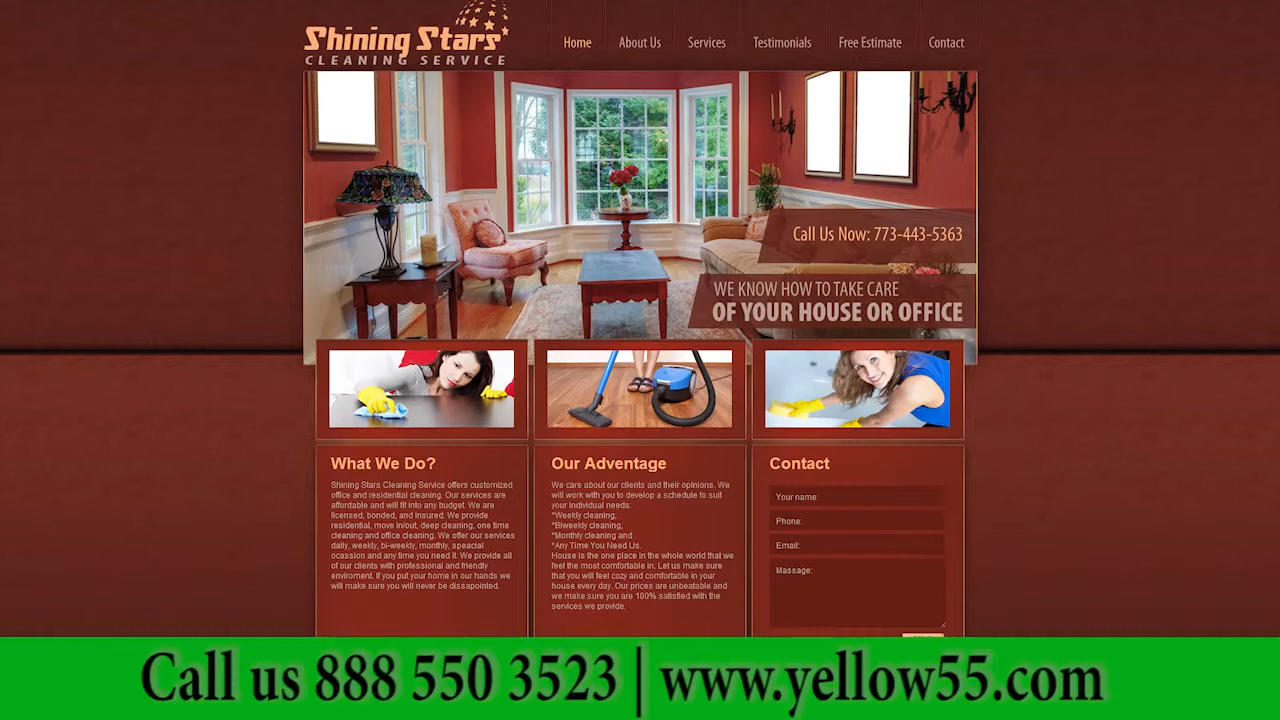 Shining Stars
CLEANING SERVICE
Home
About Us
Services
Testimonials
Free Estimate
Contact
Call Us Now: 773-443-5363
WE KNOW HOW TO TAKE CARE
OF YOUR HOUSE OR OFFICE
What We Do?
Shining Stars Cleaning Service offers customized
office and residential cleaning. Our services are
affordable and will fit into any budget. We are
licensed, bonded, and insured. We provide
residential, move in/out, deep cleaning, one time
cleaning and office cleaning. We offer our services
daily, weekly, bi-weekly, monthly, speacial
ocassion and any time you need it. We provide all
of our clients with professional and friendly
enviroment. If you put your home in our hands we
will make sure you will never be dissapointed.
Our Adventage
We care about our clients and their opinions. We
will work with you to develop a schedule to suit
your individual needs:
*Weekly cleaning,
*Biweekly cleaning,
*Monthly cleaning and
*Any Time You Need Us.
House is the one place in the whole world that we
feel the most comfortable in. Let us make sure
that you will feel cozy and comfortable in your
house every day. Our prices are unbeatable and
we make sure you are 100% satisfied with the
services we provide.
Contact
Your name:
Phone:
Email:
Massage:
Call us 888 550 3523 | www.yellow55.com